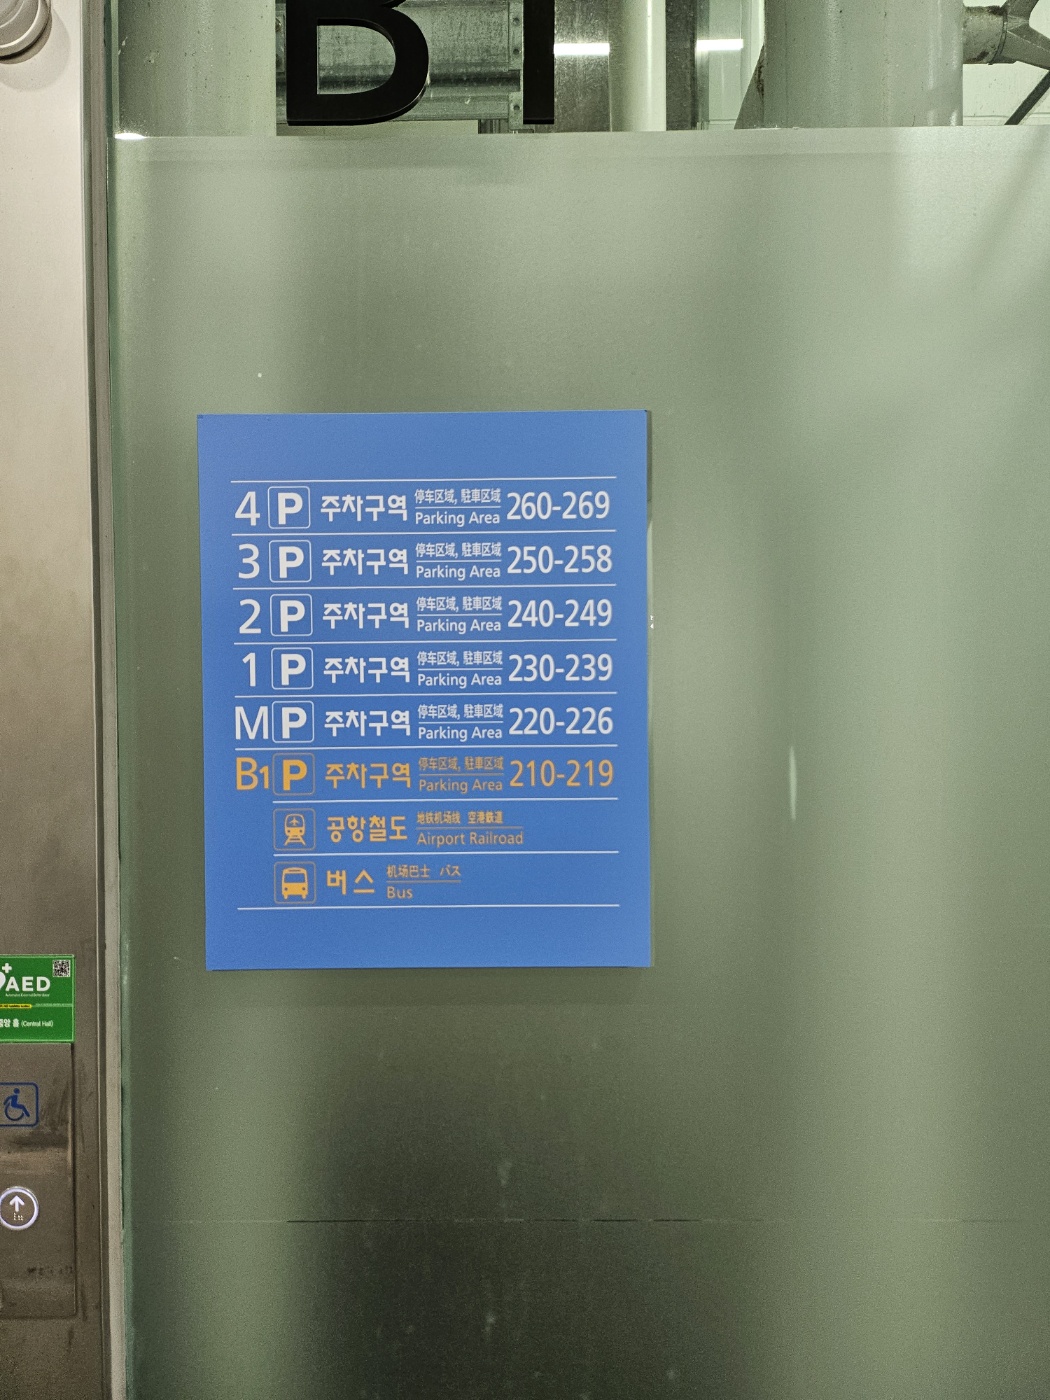 B1
4 P 주차구역 停车区域, 駐車区域 Parking Area 260-269
3 P 주차구역 停车区域, 駐車区域 Parking Area 250-258
2 P 주차구역 停车区域, 駐車区域 Parking Area 240-249
1 P 주차구역 停车区域, 駐車区域 Parking Area 230-239
M P 주차구역 停车区域, 駐車区域 Parking Area 220-226
B1 P 주차구역 停车区域, 駐車区域 Parking Area 210-219
공항철도 地铁机场线 空港鉄道 Airport Railroad
버스 机场巴士 バス Bus
AED
홀 (Central Hall)